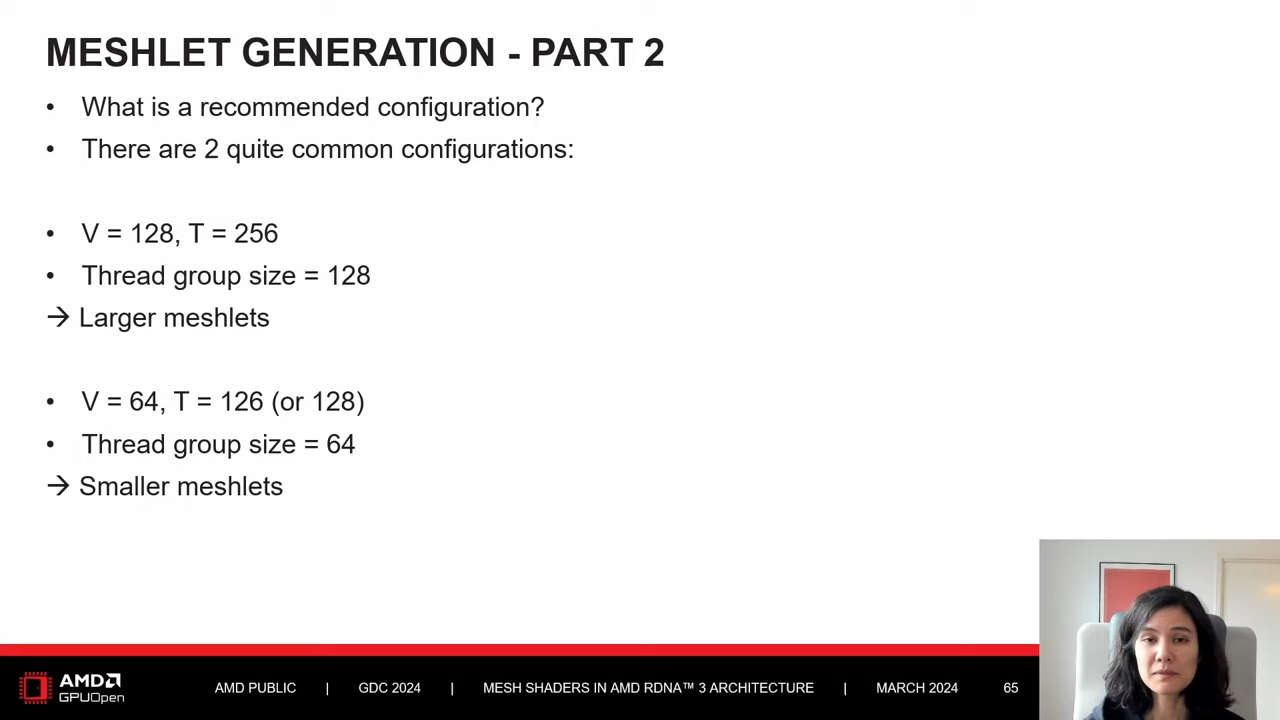 MESHLET GENERATION - PART 2
• What is a recommended configuration?
• There are 2 quite common configurations:
• V = 128, T = 256
• Thread group size = 128
→ Larger meshlets
• V = 64, T = 126 (or 128)
• Thread group size = 64
→ Smaller meshlets
AMD
GPUOpen
AMD PUBLIC | GDC 2024 | MESH SHADERS IN AMD RDNA™ 3 ARCHITECTURE | MARCH 2024 65